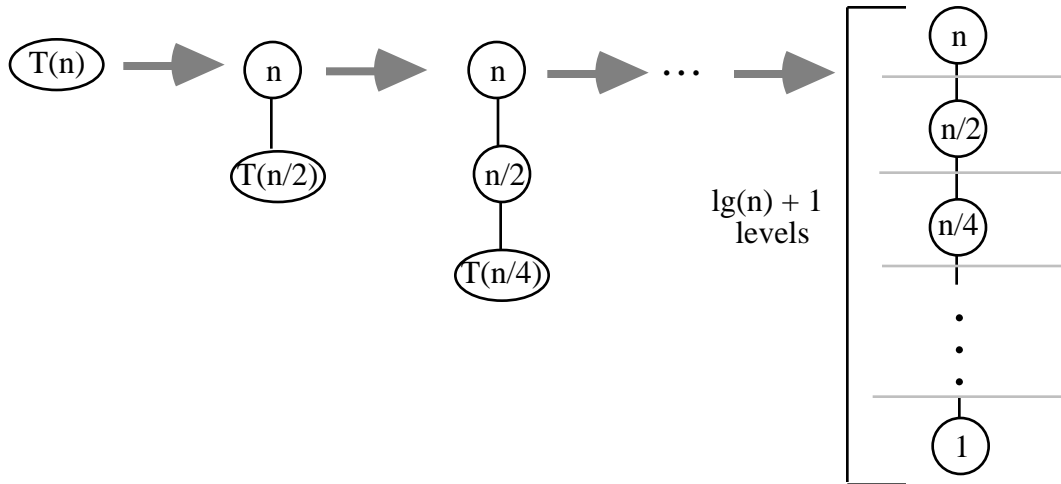 T(n)
n
T(n/2)
n
n/2
T(n/4)
...
lg(n) + 1
levels
n
n/2
n/4
1